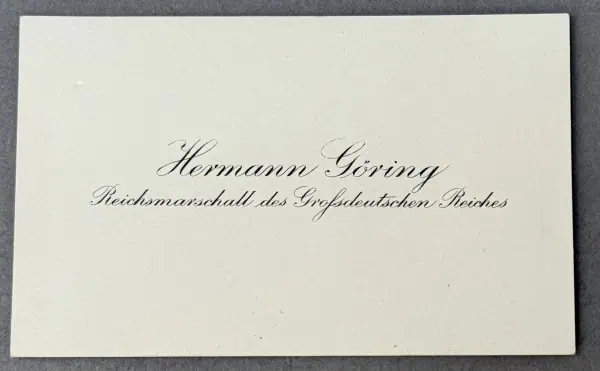 Hermann Göring
Reichsmarschall des Großdeutschen Reiches